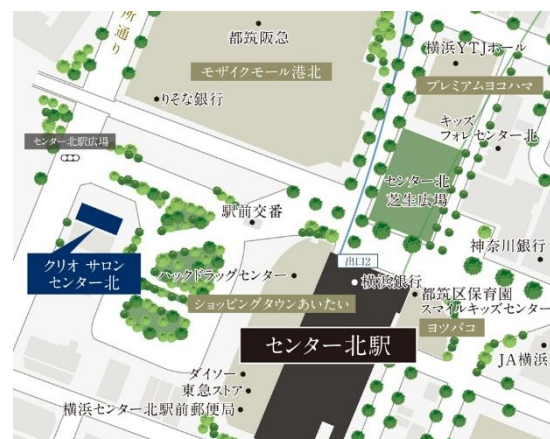 所通り
都筑阪急
モザイクモール港北
りそな銀行
横浜YTJホール
プレミアムヨコハマ
キッズ
フォレセンター北
センター北駅広場
センター北
芝生広場
駅前交番
クリオ サロン
センター北
出口2
神奈川銀行
ハックドラッグセンター
横浜銀行
都筑区保育園
スマイルキッズセンター
ショッピングタウンあいたい
ヨツバコ
センター北駅
JA横浜
ダイソー
東急ストア
横浜センター北駅前郵便局